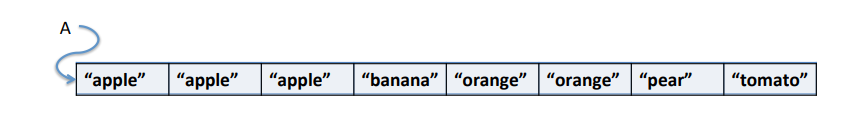 A
“apple” “apple” “apple” “banana” “orange” “orange” “pear” “tomato”